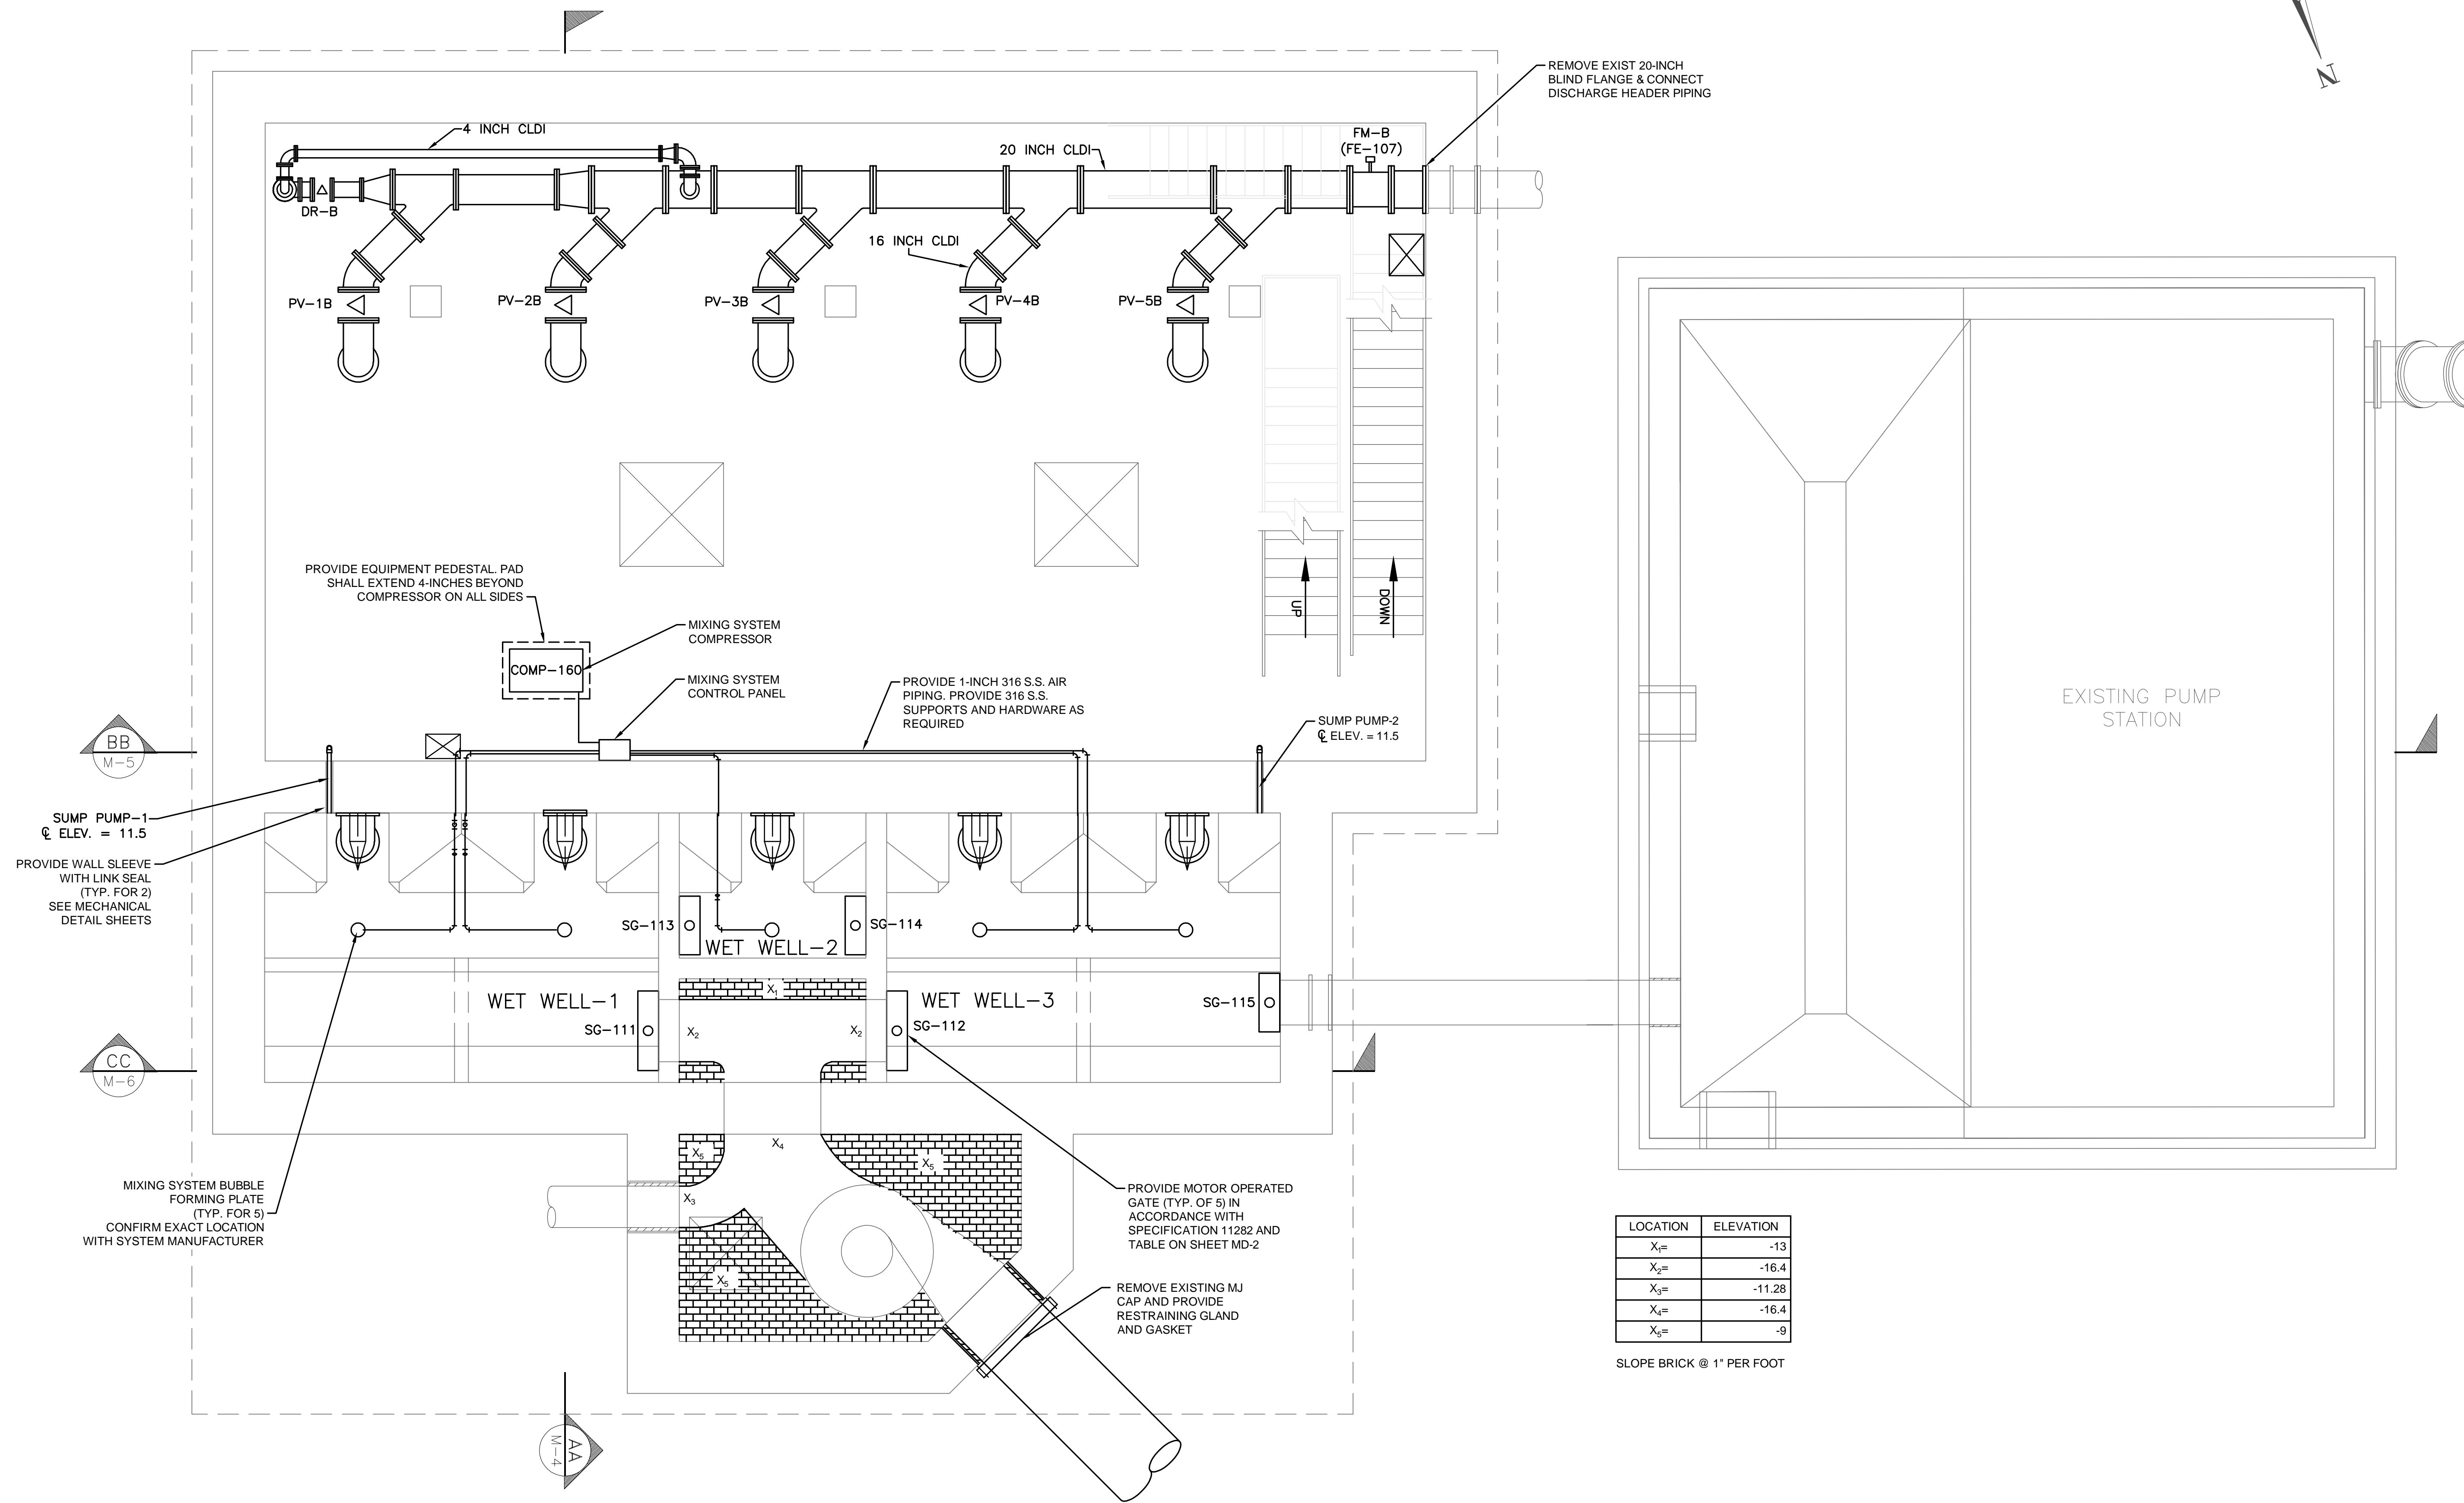 N
REMOVE EXIST 20-INCH
BLIND FLANGE & CONNECT
DISCHARGE HEADER PIPING
4 INCH CLDI
20 INCH CLDI
FM-B
(FE-107)
DR-B
16 INCH CLDI
PV-1B
PV-2B
PV-3B
PV-4B
PV-5B
PROVIDE EQUIPMENT PEDESTAL. PAD
SHALL EXTEND 4-INCHES BEYOND
COMPRESSOR ON ALL SIDES
UP
DOWN
MIXING SYSTEM
COMPRESSOR
COMP-160
MIXING SYSTEM
CONTROL PANEL
PROVIDE 1-INCH 316 S.S. AIR
PIPING. PROVIDE 316 S.S.
SUPPORTS AND HARDWARE AS
REQUIRED
SUMP PUMP-2
℄ ELEV. = 11.5
EXISTING PUMP
STATION
BB
M-5
SUMP PUMP-1
℄ ELEV. = 11.5
PROVIDE WALL SLEEVE
WITH LINK SEAL
(TYP. FOR 2)
SEE MECHANICAL
DETAIL SHEETS
SG-113
SG-114
WET WELL-2
X₁
WET WELL-1
WET WELL-3
SG-115
SG-111
X₂
X₂
SG-112
CC
M-6
X₄
X₅
X₅
X₃
X₅
MIXING SYSTEM BUBBLE
FORMING PLATE
(TYP. FOR 5)
CONFIRM EXACT LOCATION
WITH SYSTEM MANUFACTURER
PROVIDE MOTOR OPERATED
GATE (TYP. OF 5) IN
ACCORDANCE WITH
SPECIFICATION 11282 AND
TABLE ON SHEET MD-2
REMOVE EXISTING MJ
CAP AND PROVIDE
RESTRAINING GLAND
AND GASKET
LOCATION ELEVATION
X₁= -13
X₂= -16.4
X₃= -11.28
X₄= -16.4
X₅= -9
SLOPE BRICK @ 1" PER FOOT
AA
M-4